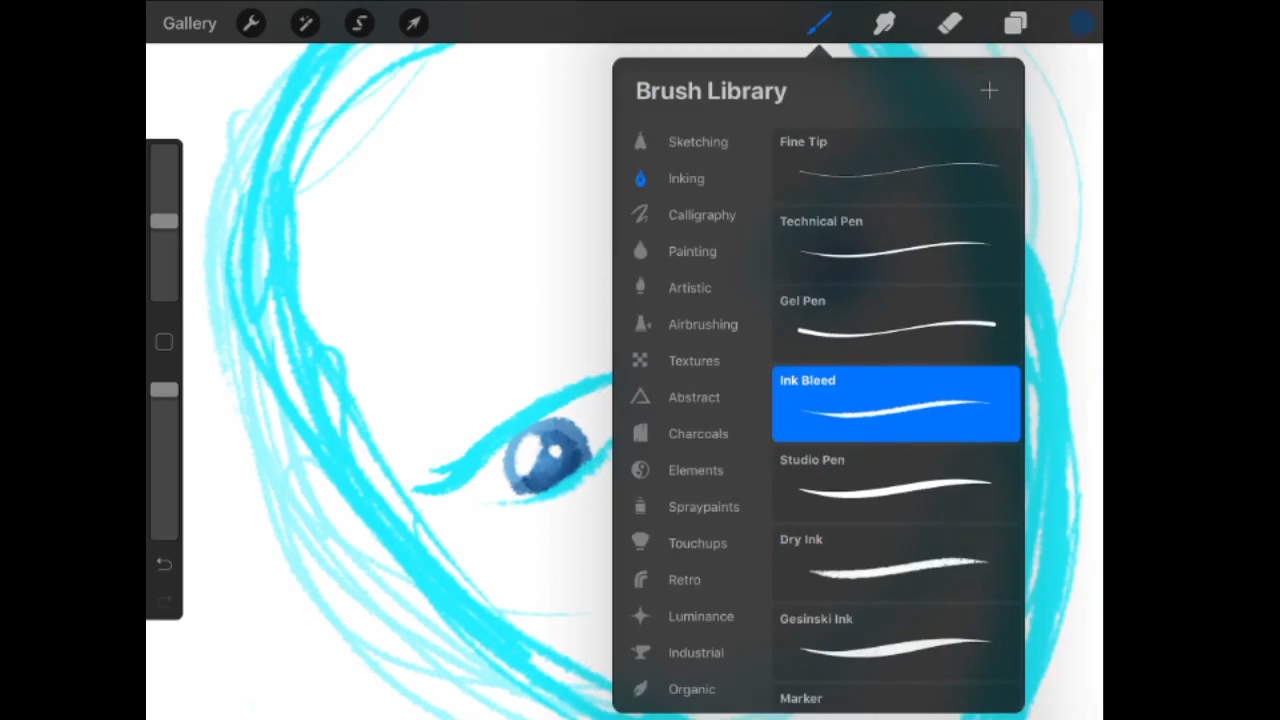 Gallery
Brush Library
Sketching
Inking
Calligraphy
Painting
Artistic
Airbrushing
Textures
Abstract
Charcoals
Elements
Spraypaints
Touchups
Retro
Luminance
Industrial
Organic
Fine Tip
Technical Pen
Gel Pen
Ink Bleed
Studio Pen
Dry Ink
Gesinski Ink
Marker